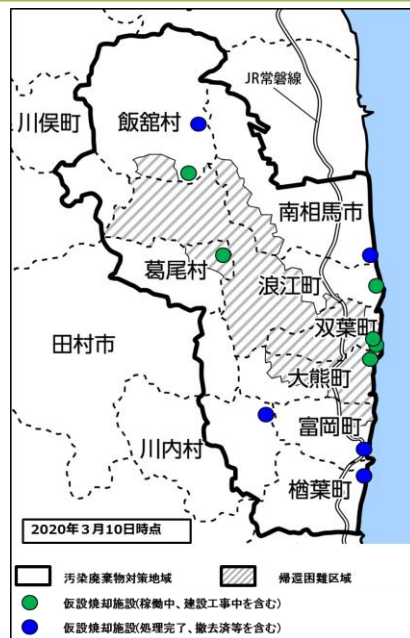 JR常磐線
川俣町
飯舘村
南相馬市
葛尾村
浪江町
双葉町
田村市
大熊町
富岡町
川内村
楢葉町
2020年3月10日時点
汚染廃棄物対策地域
帰還困難区域
仮設焼却施設(稼働中、建設工事中を含む)
仮設焼却施設(処理完了、撤去済等を含む)